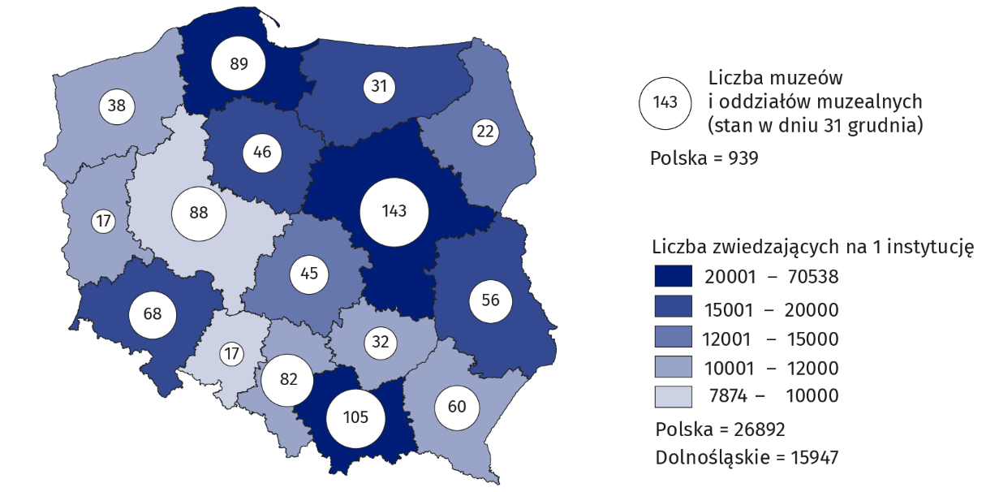 89
31
38
22
46
143
88
17
45
56
68
32
17
82
105
60
143
Liczba muzeów
i oddziałów muzealnych
(stan w dniu 31 grudnia)
Polska = 939
Liczba zwiedzających na 1 instytucję
20001 – 70538
15001 – 20000
12001 – 15000
10001 – 12000
7874 – 10000
Polska = 26892
Dolnośląskie = 15947